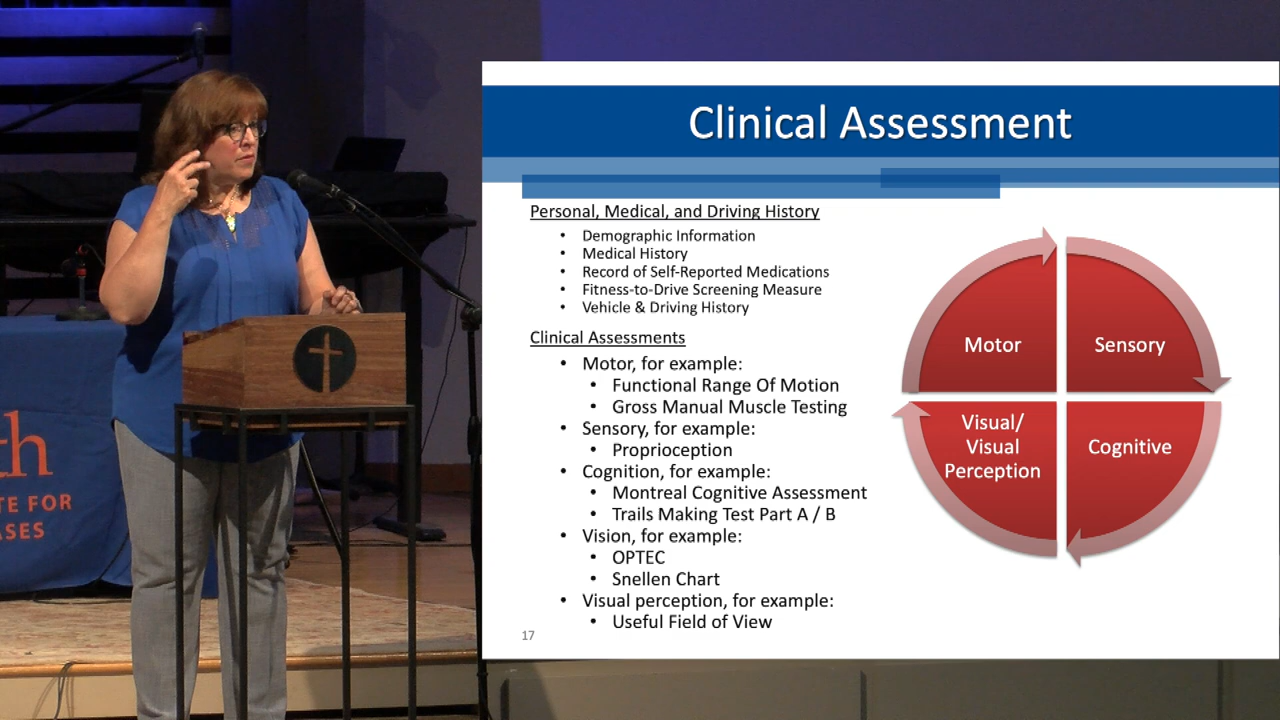 Clinical Assessment
Personal, Medical, and Driving History
• Demographic Information
• Medical History
• Record of Self-Reported Medications
• Fitness-to-Drive Screening Measure
• Vehicle & Driving History
Clinical Assessments
• Motor, for example:
• Functional Range Of Motion
• Gross Manual Muscle Testing
• Sensory, for example:
• Proprioception
• Cognition, for example:
• Montreal Cognitive Assessment
• Trails Making Test Part A / B
• Vision, for example:
• OPTEC
• Snellen Chart
• Visual perception, for example:
• Useful Field of View
17
Motor
Sensory
Visual/
Visual
Perception
Cognitive
th
TE FOR
ASES